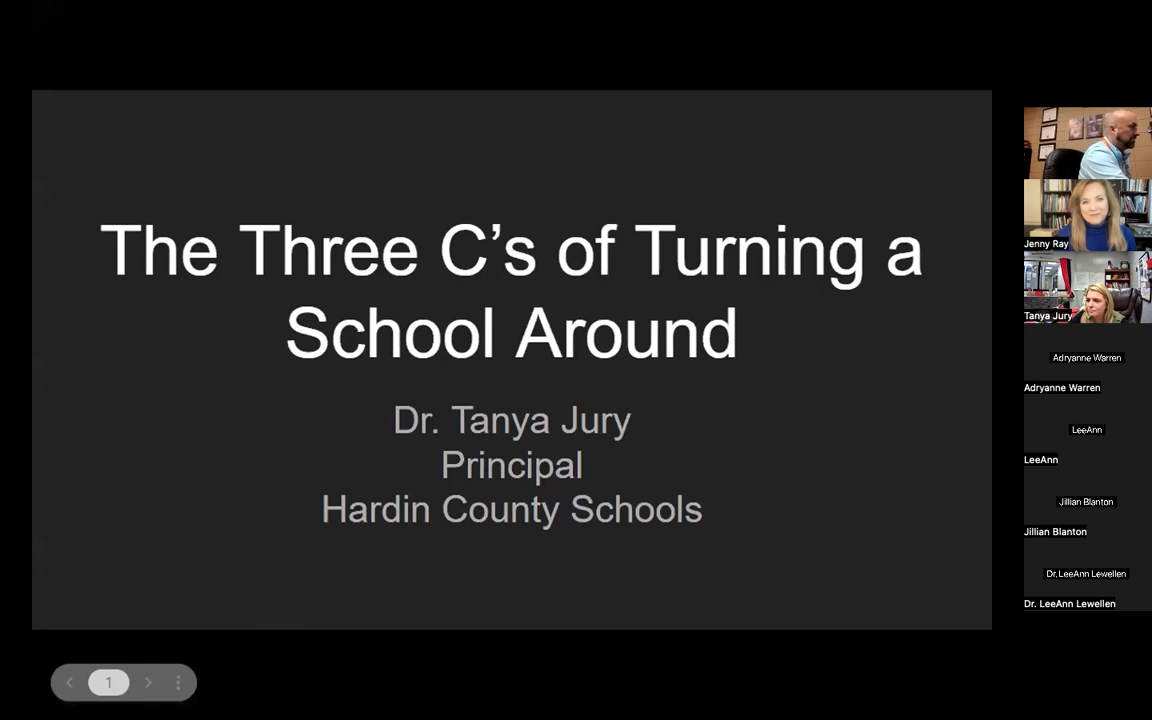 The Three C's of Turning a
School Around
Dr. Tanya Jury
Principal
Hardin County Schools
1
Jenny Ray
Tanya Jury
Adryanne Warren
Adryanne Warren
LeeAnn
LeeAnn
Jillian Blanton
Jillian Blanton
Dr. LeeAnn Lewellen
Dr. LeeAnn Lewellen